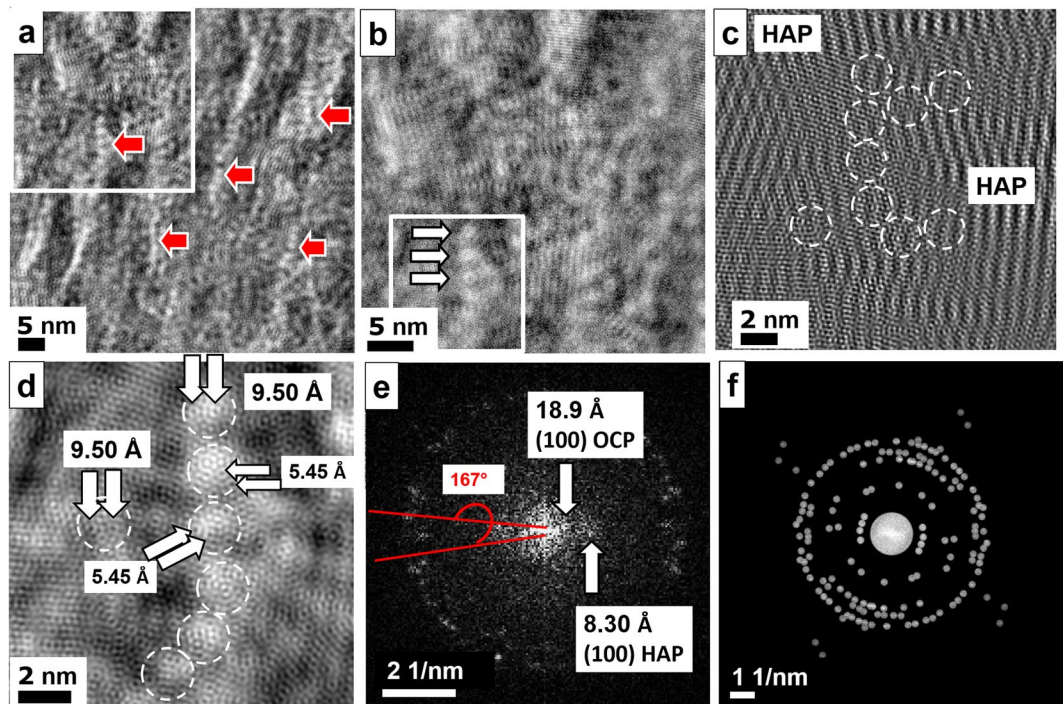 a
5 nm
b
5 nm
c
HAP
HAP
2 nm
d
9.50 Å
9.50 Å
5.45 Å
5.45 Å
2 nm
e
18.9 Å
(100) OCP
167°
8.30 Å
(100) HAP
2 1/nm
f
1 1/nm